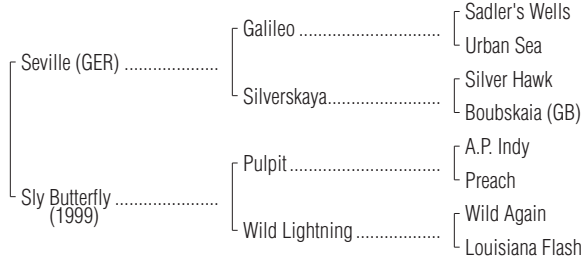 Sadler's Wells
Galileo ..............................
Urban Sea
Seville (GER) ....................
Silver Hawk
Silverskaya........................
Boubskaia (GB)
A.P. Indy
Pulpit................................
Preach
Sly Butterfly ......................
(1999)
Wild Again
Wild Lightning ..................
Louisiana Flash